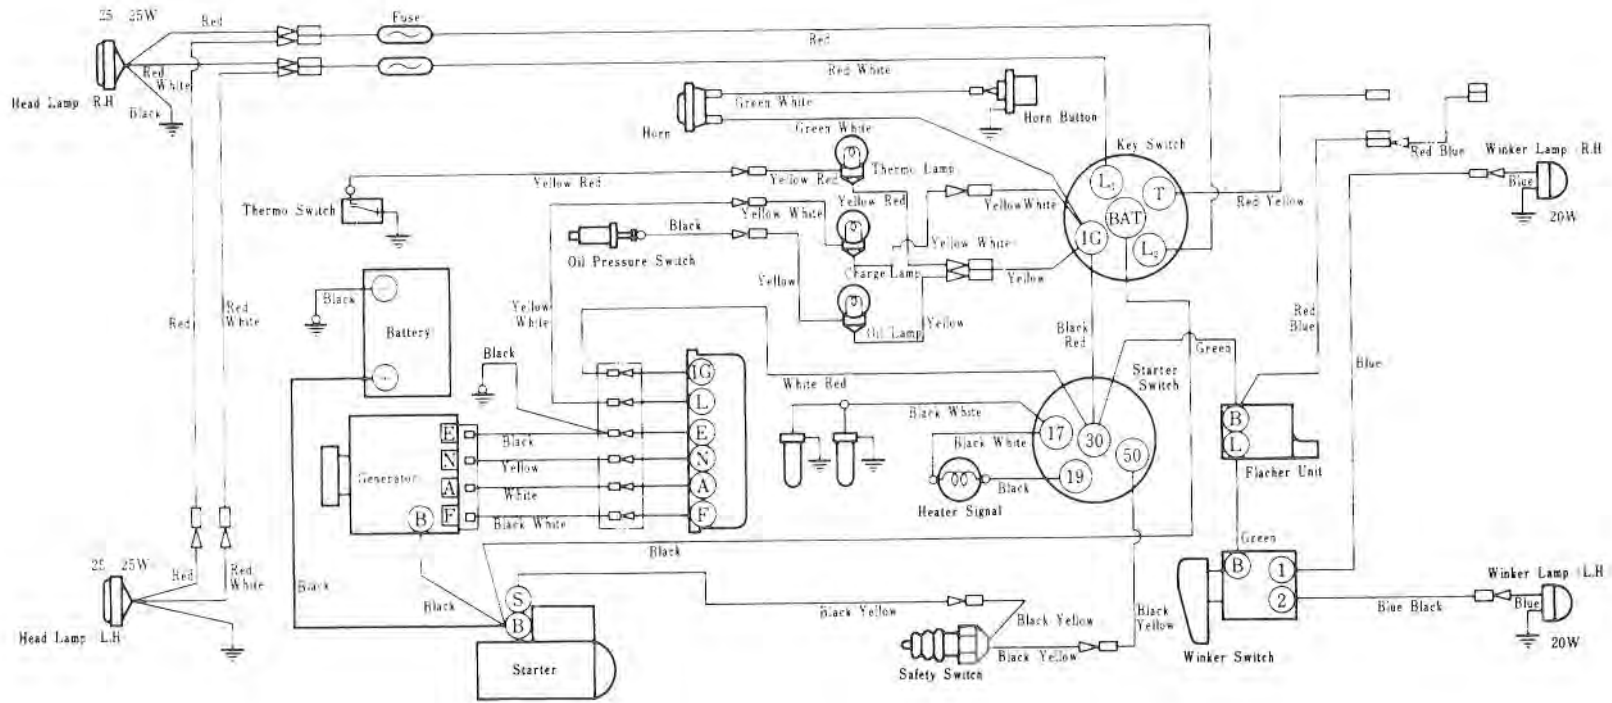 25 25W
Red
Fuse
Red
Head Lamp R.H
Red
White
Black
Red White
Green White
Horn
Horn Button
Green White
Key Switch
Thermo Lamp
Yellow Red
Yellow Red
Thermo Switch
Yellow Red
Yellow White
Yellow White
Black
Oil Pressure Switch
Yellow White
Charge Lamp
Yellow
Yellow
L1
T
BAT
IG
L2
Red Yellow
Red Blue
Winker Lamp R.H
Blue
20W
Black
Battery
Red
Red
White
Yellow
White
Oil Lamp
Yellow
Black
Red
Green
Red
Blue
Blue
Black
IG
L
E
N
A
F
White Red
Black White
Black White
Starter
Switch
17
30
50
19
Black
Heater Signal
B
L
Flacher Unit
Generator
E
N
A
F
B
Black
Yellow
White
Black White
Black
Black
Black
Green
25 25W
Red
Red
White
Head Lamp L.H
S
B
Starter
Black Yellow
Black Yellow
Black Yellow
Safety Switch
Black
Yellow
B
1
2
Winker Switch
Blue Black
Winker Lamp L.H
Blue
20W